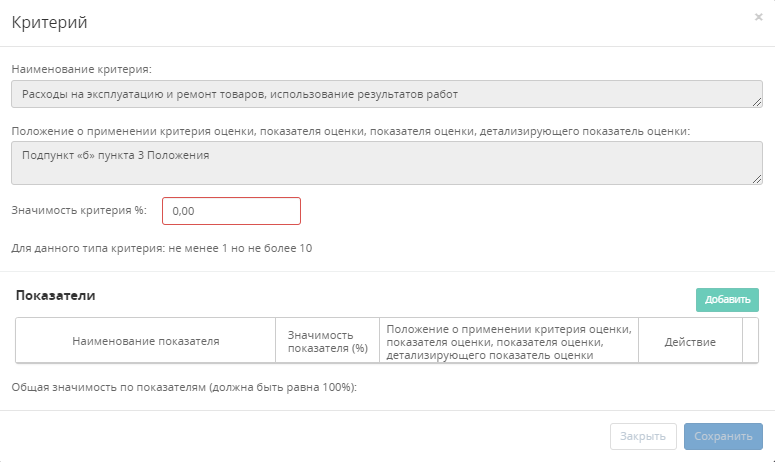 Критерий
×
Наименование критерия:
Расходы на эксплуатацию и ремонт товаров, использование результатов работ
Положение о применении критерия оценки, показателя оценки, показателя оценки, детализирующего показатель оценки:
Подпункт «б» пункта 3 Положения
Значимость критерия %: 0,00
Для данного типа критерия: не менее 1 но не более 10
Показатели
Добавить
Наименование показателя
Значимость
показателя (%)
Положение о применении критерия оценки,
показателя оценки, показателя оценки,
детализирующего показатель оценки
Действие
Общая значимость по показателям (должна быть равна 100%):
Закрыть
Сохранить